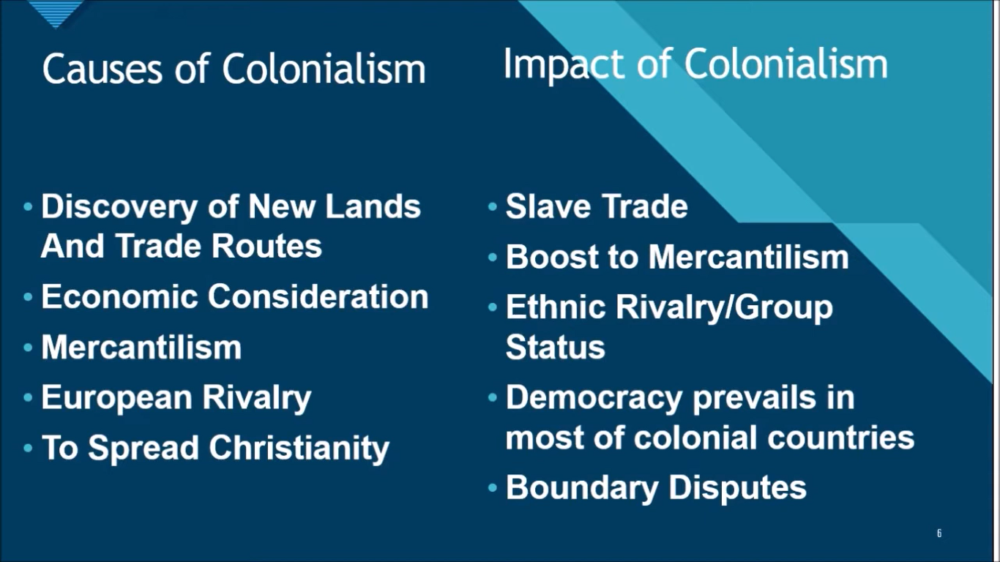 Causes of Colonialism
• Discovery of New Lands
And Trade Routes
• Economic Consideration
• Mercantilism
• European Rivalry
• To Spread Christianity
Impact of Colonialism
• Slave Trade
• Boost to Mercantilism
• Ethnic Rivalry/Group
Status
• Democracy prevails in
most of colonial countries
• Boundary Disputes
6